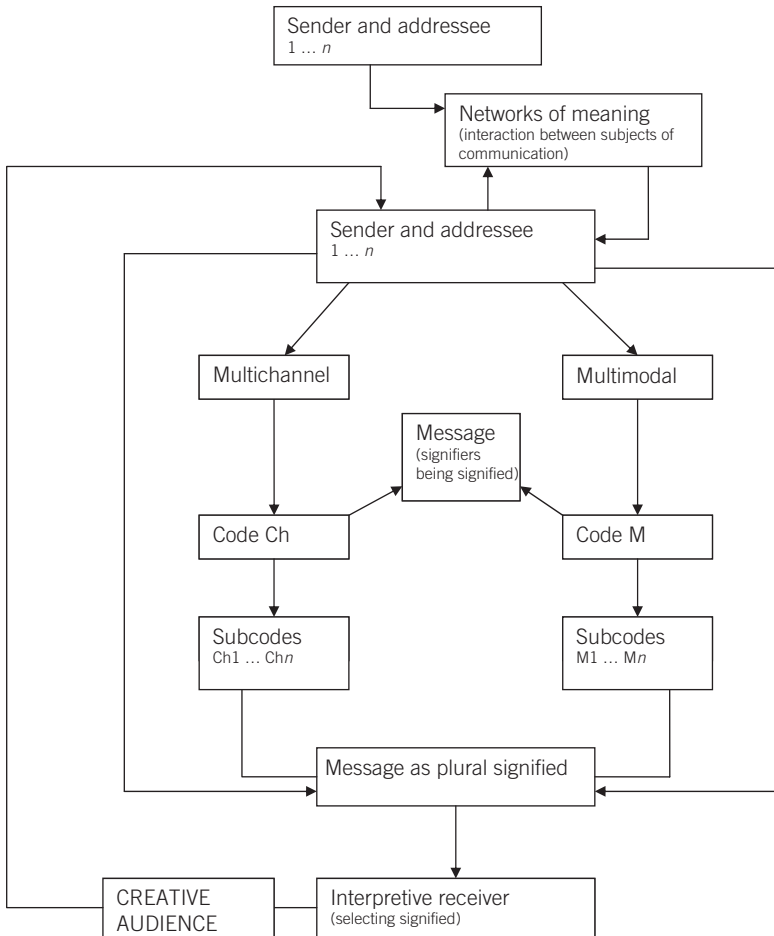 Sender and addressee
1 ... n
Networks of meaning
(interaction between subjects of
communication)
Sender and addressee
1 ... n
Multichannel
Multimodal
Message
(signifiers
being signified)
Code Ch
Code M
Subcodes
Ch1 ... Chn
Subcodes
M1 ... Mn
Message as plural signified
CREATIVE
AUDIENCE
Interpretive receiver
(selecting signified)